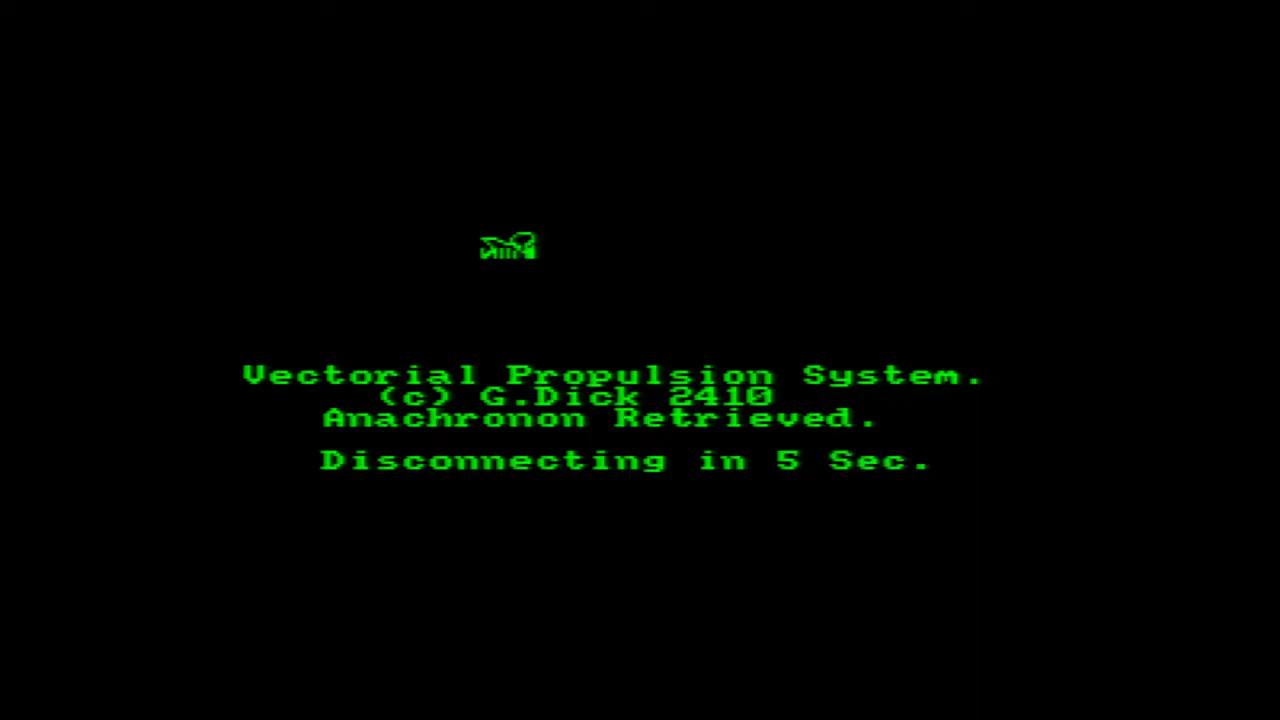 Vectorial Propulsion System.
(c) G.Dick 2410
Anachronon Retrieved.
Disconnecting in 5 Sec.